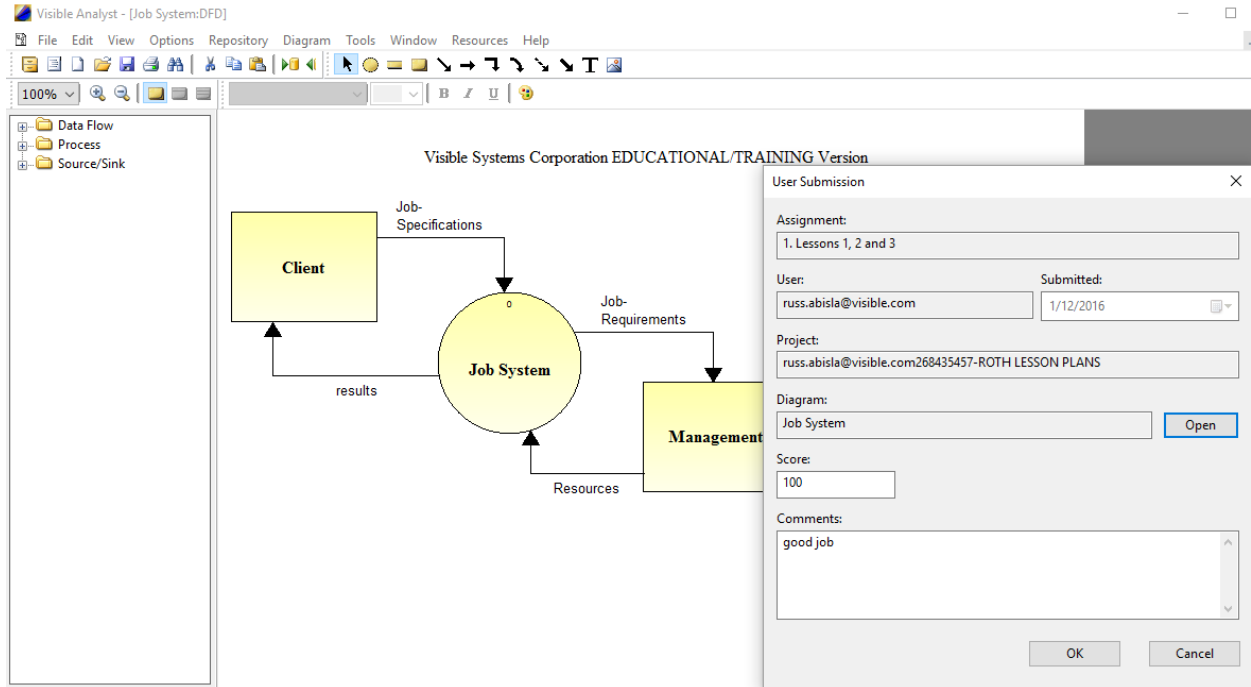 Visible Analyst - [Job System:DFD]
File Edit View Options Repository Diagram Tools Window Resources Help
T
100% B I U
Data Flow
Process
Source/Sink
Visible Systems Corporation EDUCATIONAL/TRAINING Version
Job-
Specifications
Client
0
Job-
Requirements
Job System
results
Management
Resources
User Submission
Assignment:
1. Lessons 1, 2 and 3
User: Submitted:
russ.abisla@visible.com 1/12/2016
Project:
russ.abisla@visible.com268435457-ROTH LESSON PLANS
Diagram:
Job System Open
Score:
100
Comments:
good job
OK Cancel